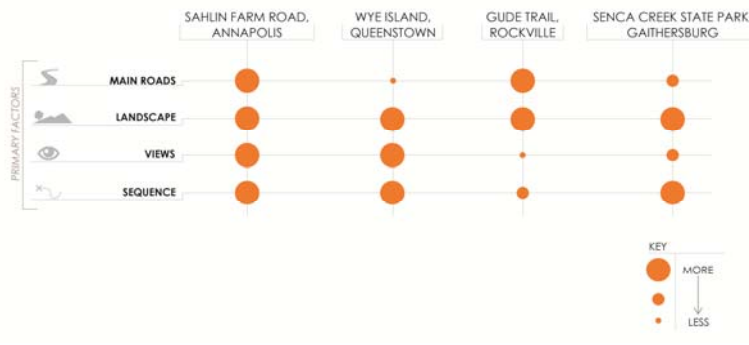 SAHLIN FARM ROAD,
ANNAPOLIS
WYE ISLAND,
QUEENSTOWN
GUDE TRAIL,
ROCKVILLE
SENCA CREEK STATE PARK
GAITHERSBURG
PRIMARY FACTORS
MAIN ROADS
LANDSCAPE
VIEWS
SEQUENCE
KEY
MORE
LESS